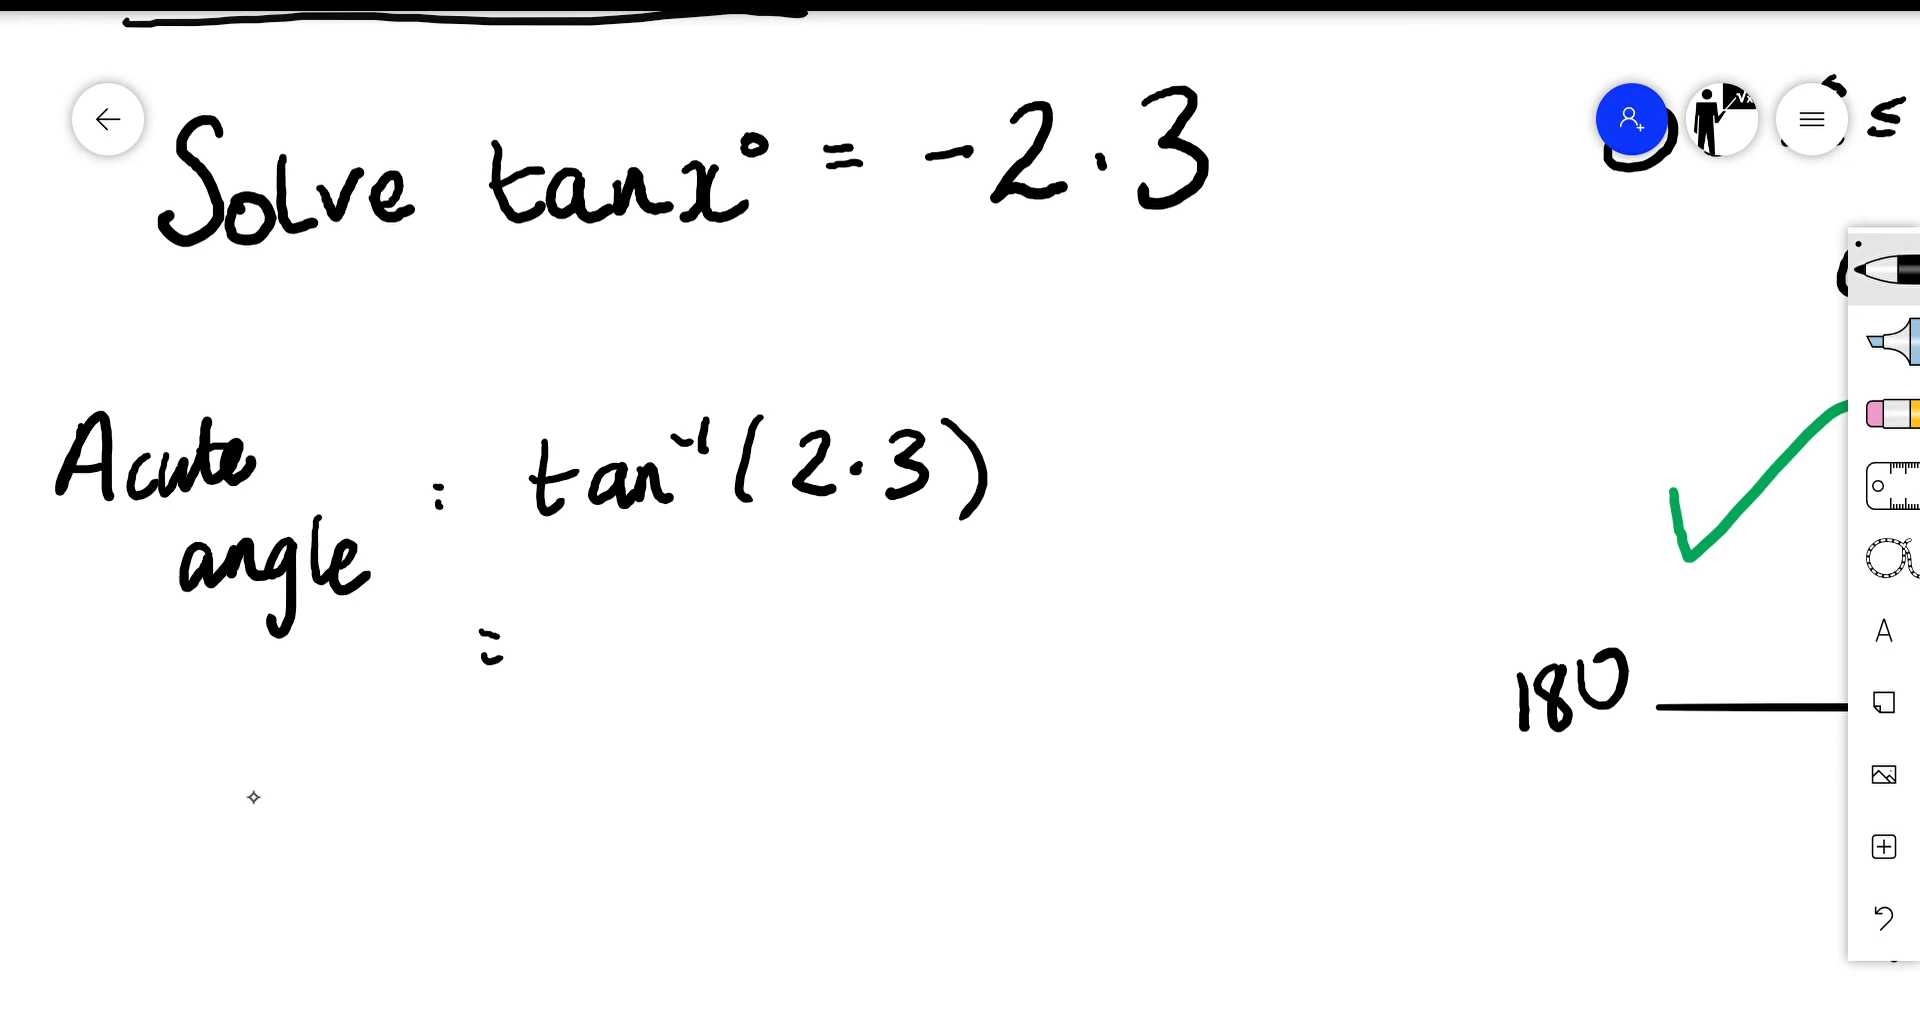 Solve tanx° = -2.3
≤
Acute : tan⁻¹(2.3)
angle
=
180